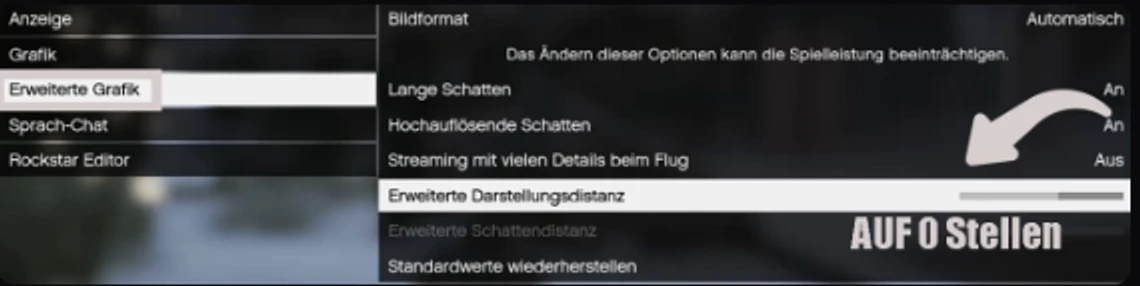 Anzeige
Grafik
Erweiterte Grafik
Sprach-Chat
Rockstar Editor
Bildformat Automatisch
Das Ändern dieser Optionen kann die Spielleistung beeinträchtigen.
Lange Schatten An
Hochauflösende Schatten An
Streaming mit vielen Details beim Flug Aus
Erweiterte Darstellungsdistanz
Erweiterte Schattendistanz
AUF 0 Stellen
Standardwerte wiederherstellen